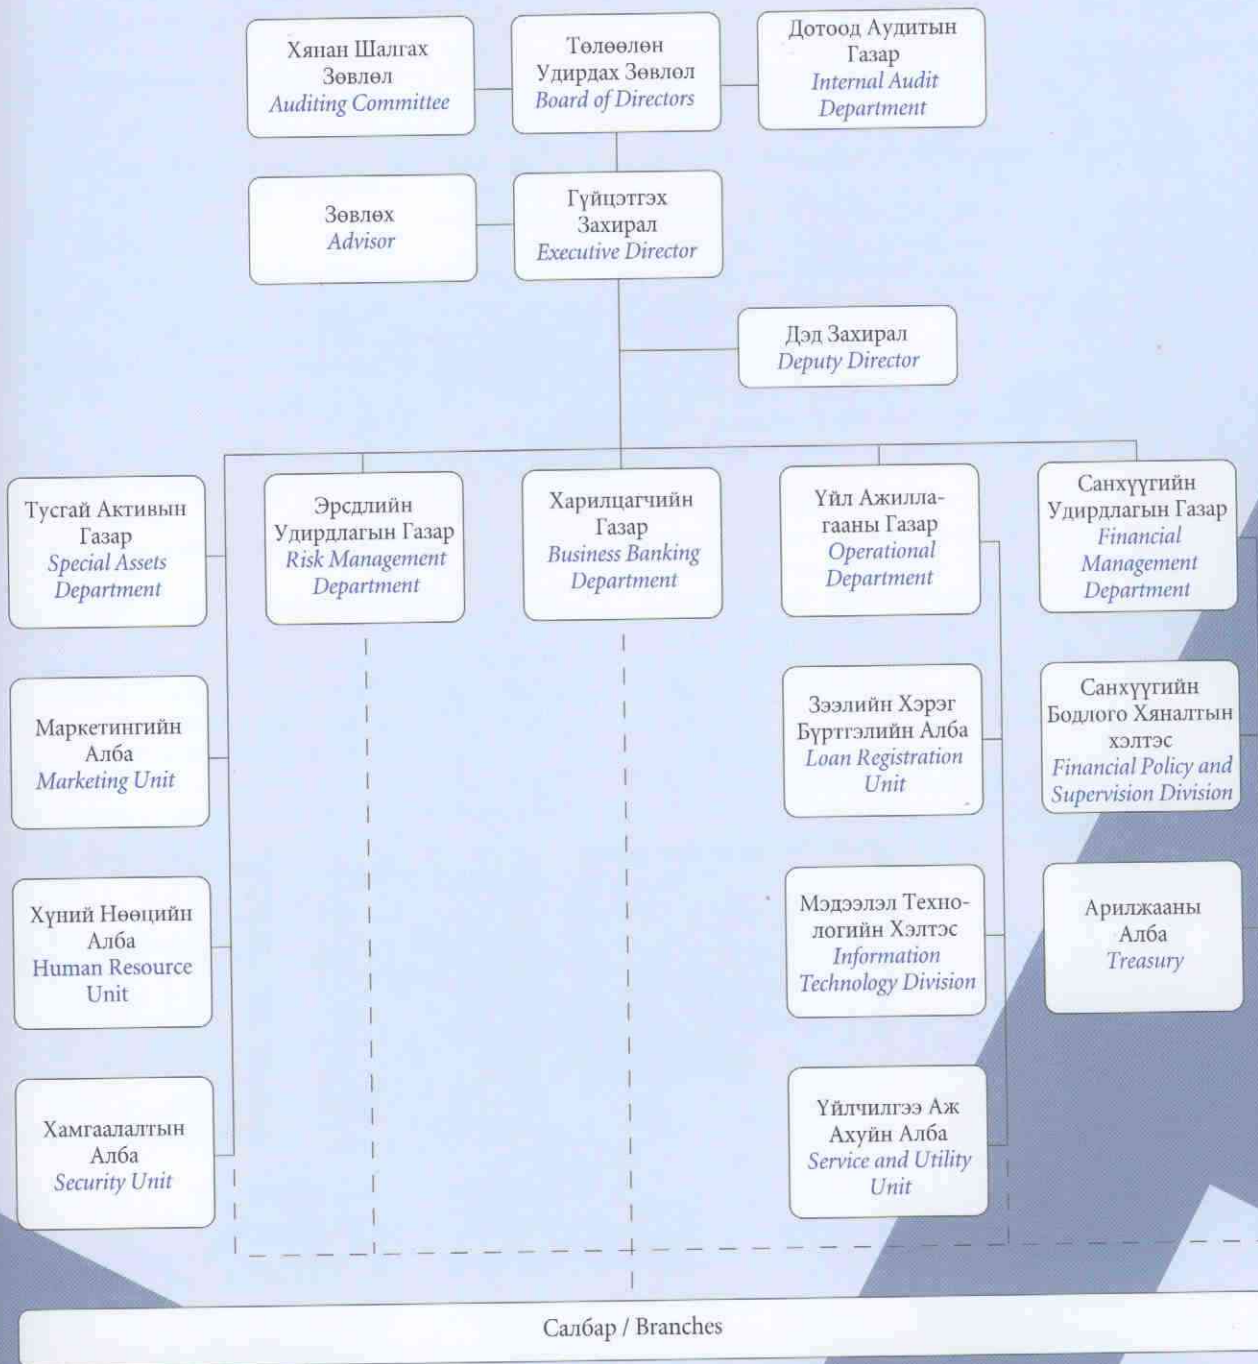 Хянан Шалгах
Зөвлөл
Auditing Committee
Төлөөлөн
Удирдах Зөвлөл
Board of Directors
Дотоод Аудитын
Газар
Internal Audit
Department
Зөвлөх
Advisor
Гүйцэтгэх
Захирал
Executive Director
Дэд Захирал
Deputy Director
Тусгай Активын
Газар
Special Assets
Department
Эрсдлийн
Удирдлагын Газар
Risk Management
Department
Харилцагчийн
Газар
Business Banking
Department
Үйл Ажилла-
гааны Газар
Operational
Department
Санхүүгийн
Удирдлагын Газар
Financial
Management
Department
Маркетингийн
Алба
Marketing Unit
Зээлийн Хэрэг
Бүртгэлийн Алба
Loan Registration
Unit
Санхүүгийн
Бодлого Хяналтын
хэлтэс
Financial Policy and
Supervision Division
Хүний Нөөцийн
Алба
Human Resource
Unit
Мэдээлэл Техно-
логийн Хэлтэс
Information
Technology Division
Арилжааны
Алба
Treasury
Хамгаалалтын
Алба
Security Unit
Үйлчилгээ Аж
Ахуйн Алба
Service and Utility
Unit
Салбар / Branches